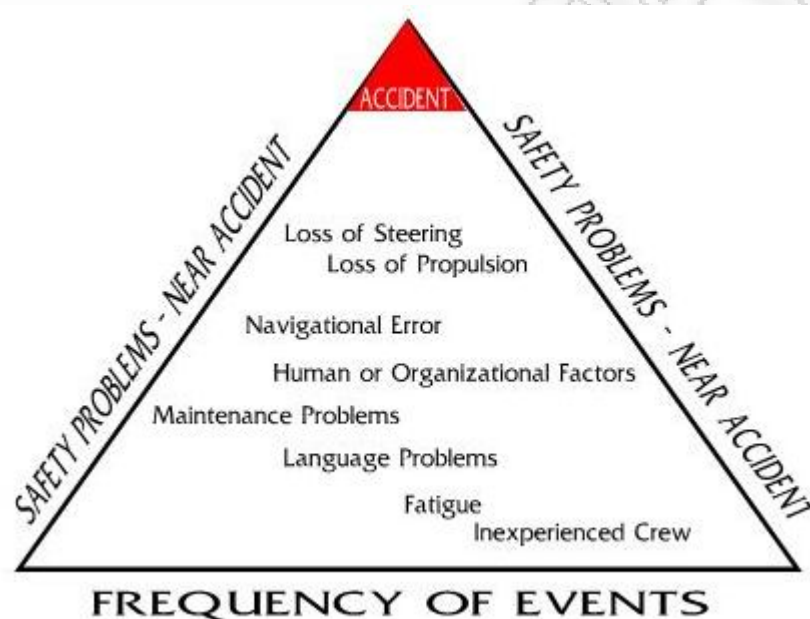 ACCIDENT
SAFETY PROBLEMS - NEAR ACCIDENT
SAFETY PROBLEMS - NEAR ACCIDENT
Loss of Steering
Loss of Propulsion
Navigational Error
Human or Organizational Factors
Maintenance Problems
Language Problems
Fatigue
Inexperienced Crew
FREQUENCY OF EVENTS